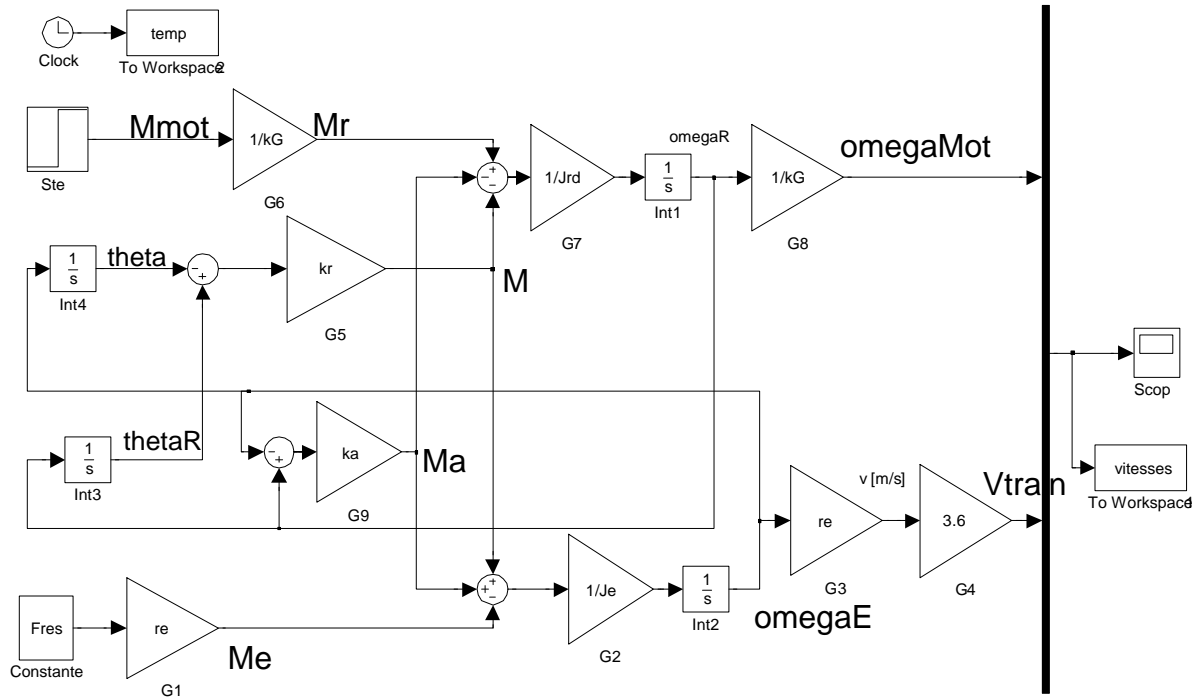 temp
Clock
To Workspace2
Mmot
1/kG
Mr
omegaR
omegaMot
Ste
G6
1/Jrd
1
s
Int1
1/kG
G7
G8
1
s
theta
Int4
kr
M
G5
Scop
thetaR
1
s
Int3
ka
Ma
G9
v [m/s]
Vtrain
vitesses
To Workspace1
re
3.6
G3
G4
1/Je
1
s
Int2
omegaE
G2
Fres
Constante
re
Me
G1